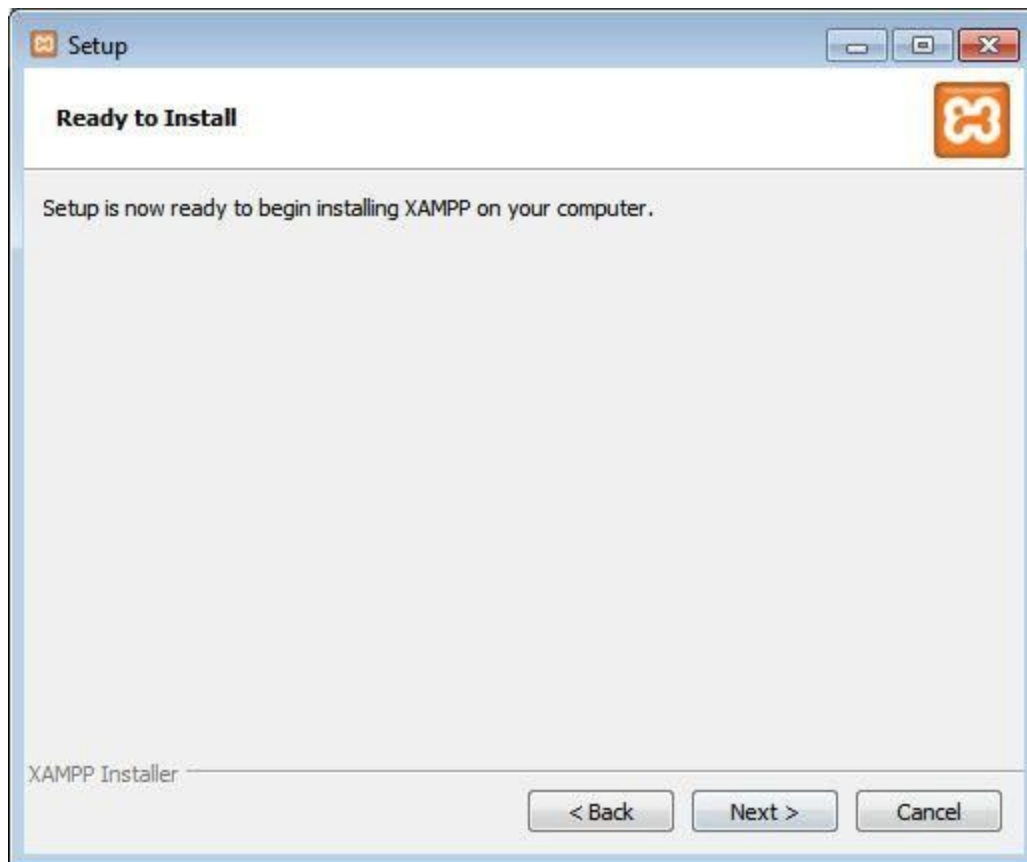 Setup
Ready to Install
Setup is now ready to begin installing XAMPP on your computer.
XAMPP Installer
< Back
Next >
Cancel